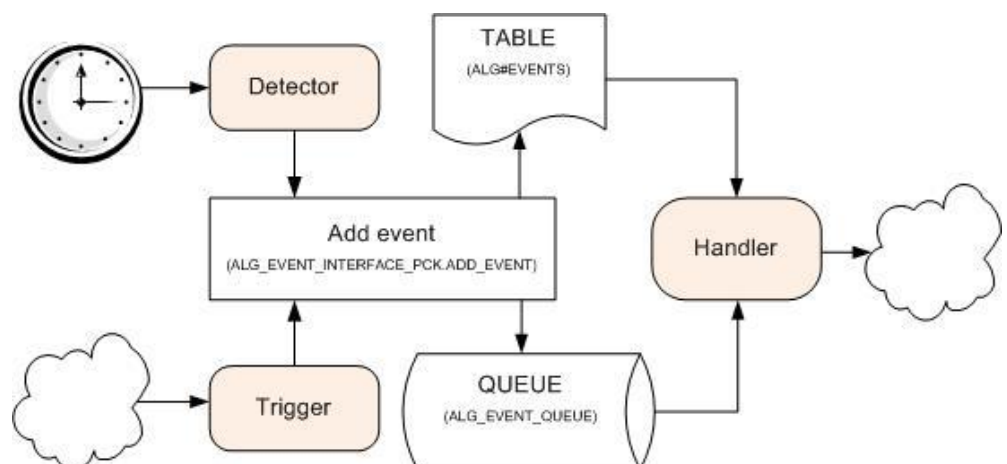 TABLE
(ALG#EVENTS)
Detector
Add event
(ALG_EVENT_INTERFACE_PCK.ADD_EVENT)
Handler
Trigger
QUEUE
(ALG_EVENT_QUEUE)